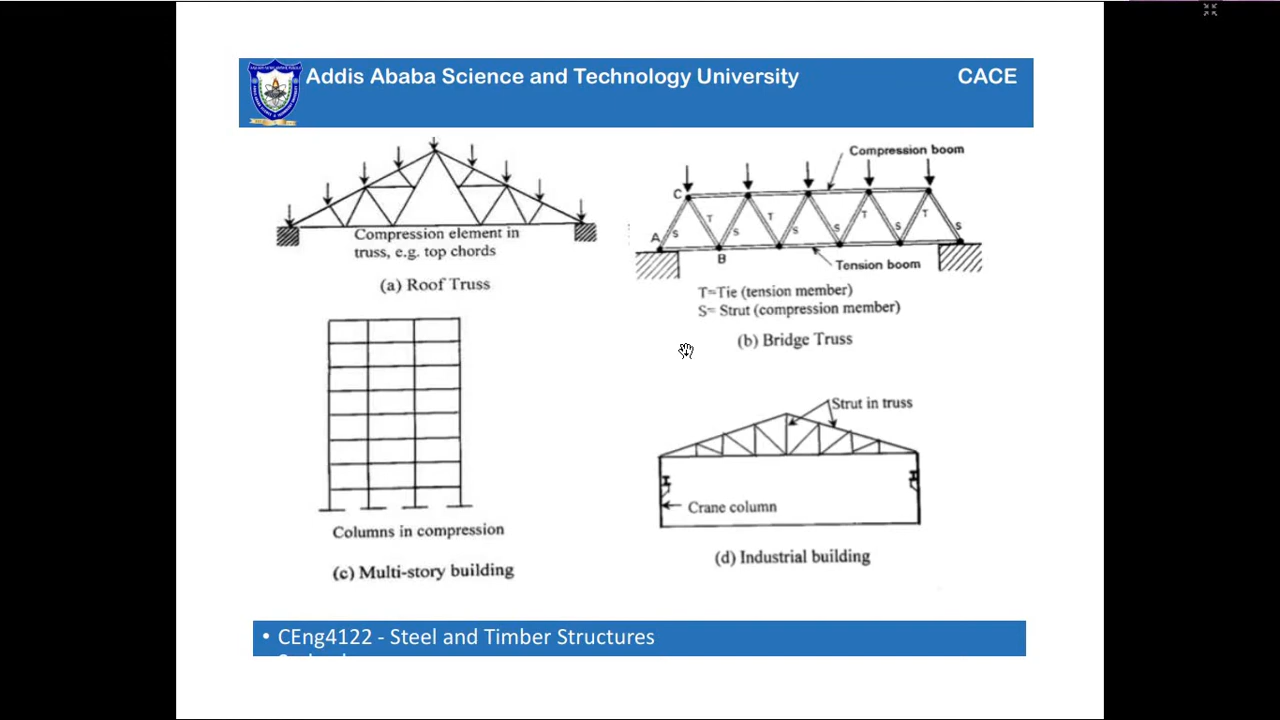 Addis Ababa Science and Technology University CACE
Compression element in
truss, e.g. top chords
(a) Roof Truss
Compression boom
C
T T T T
S S S S S S
A
B
Tension boom
T=Tie (tension member)
S= Strut (compression member)
(b) Bridge Truss
Columns in compression
(c) Multi-story building
Strut in truss
Crane column
(d) Industrial building
• CEng4122 - Steel and Timber Structures